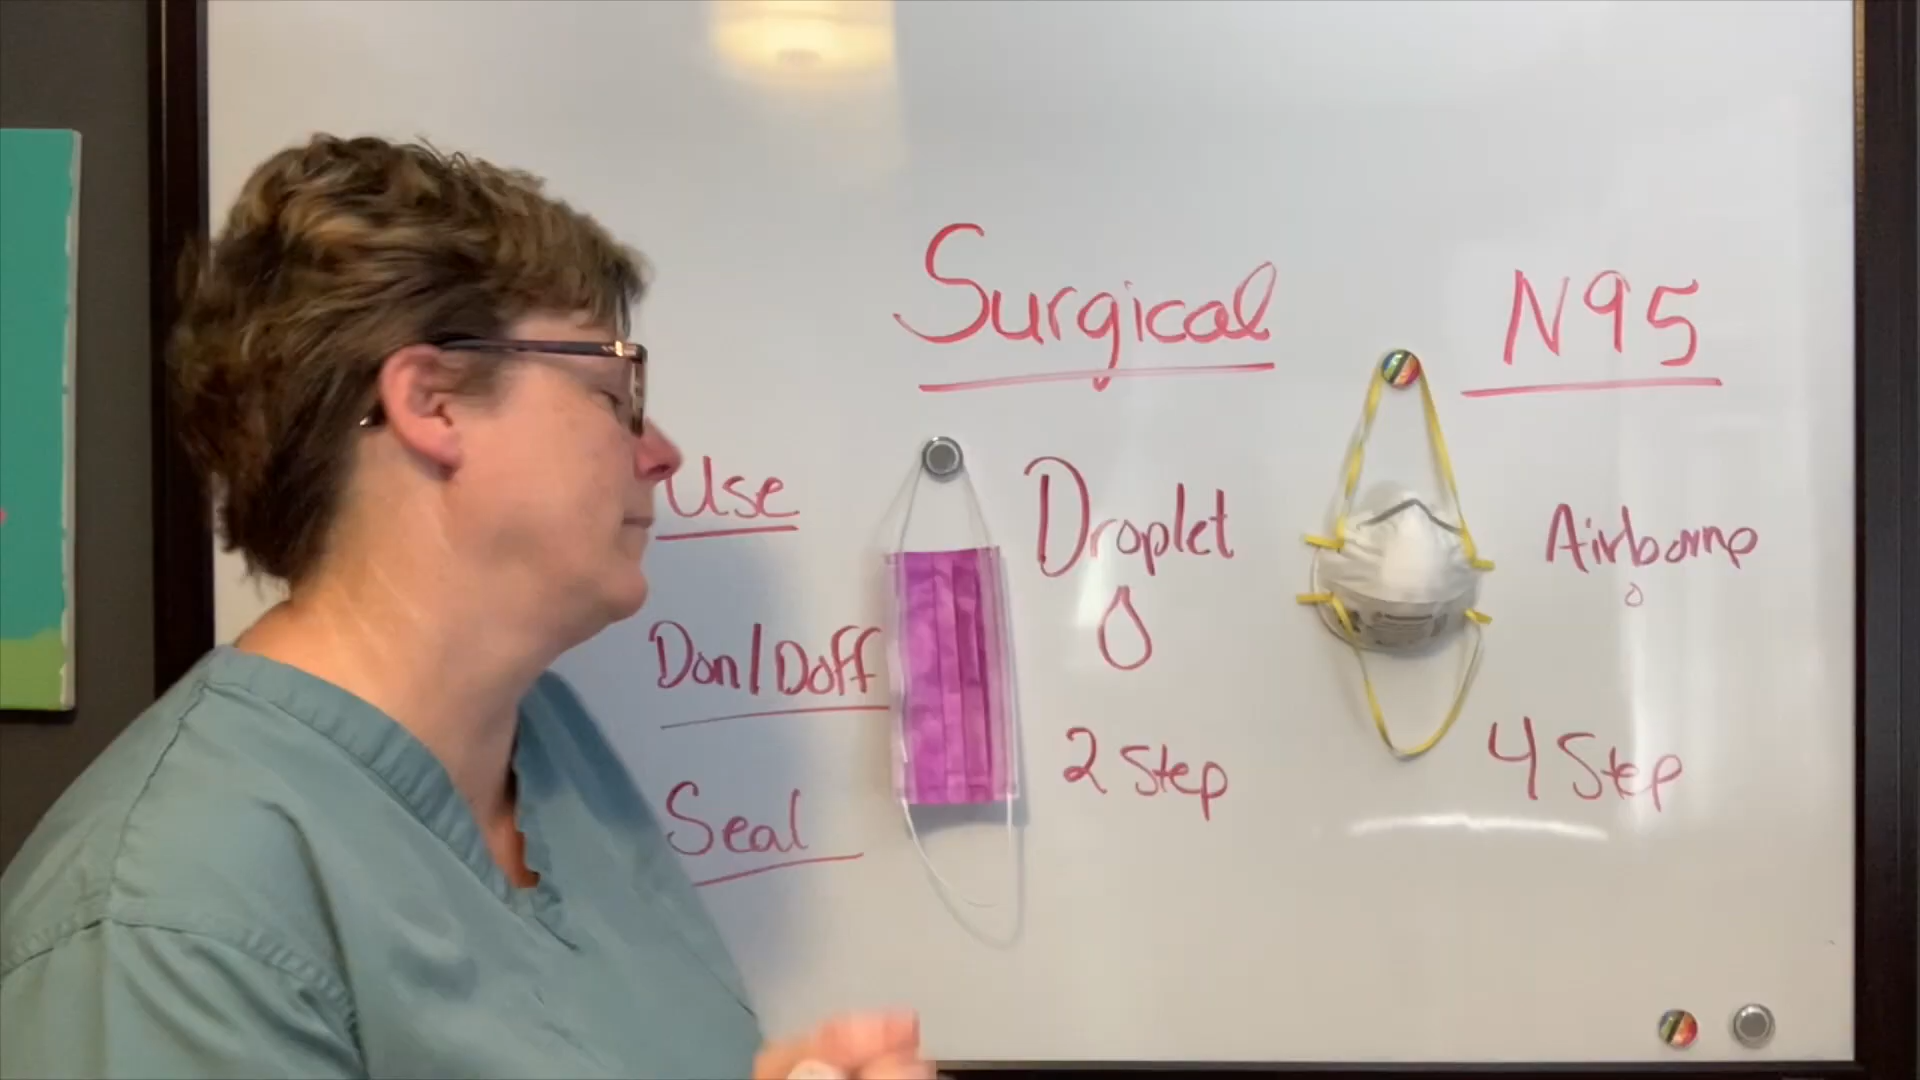 Surgical
N95
Use
Droplet
Airborne
Don/Doff
2 Step
4 Step
Seal